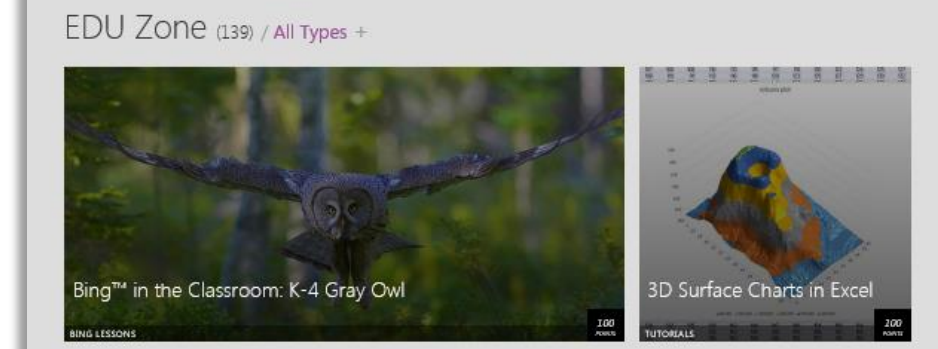 EDU Zone (139) / All Types +
Bing™ in the Classroom: K-4 Gray Owl
BING LESSONS
100
POINTS
3D Surface Charts in Excel
TUTORIALS
100
POINTS